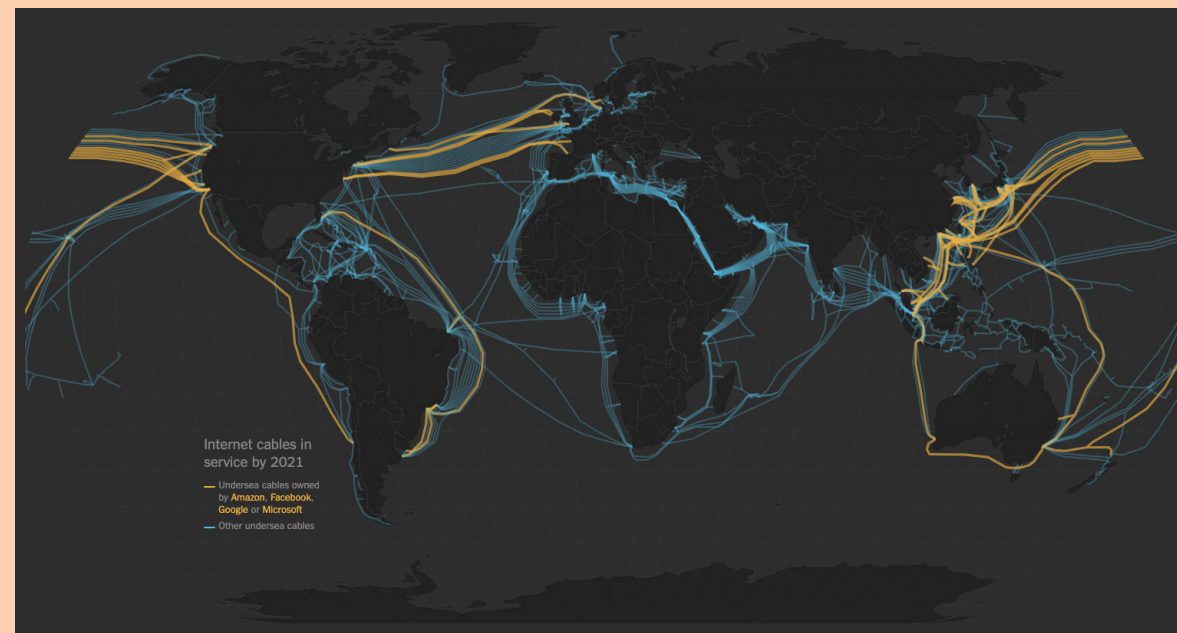 Internet cables in
service by 2021
Undersea cables owned
by Amazon, Facebook,
Google or Microsoft
Other undersea cables